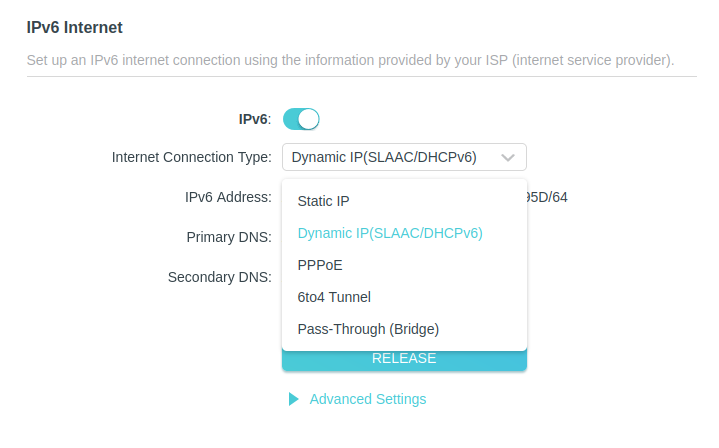 IPv6 Internet
Set up an IPv6 internet connection using the information provided by your ISP (internet service provider).
IPv6:
Internet Connection Type: Dynamic IP(SLAAC/DHCPv6)
IPv6 Address: 95D/64
Static IP
Dynamic IP(SLAAC/DHCPv6)
Primary DNS:
PPPoE
Secondary DNS:
6to4 Tunnel
Pass-Through (Bridge)
RELEASE
Advanced Settings